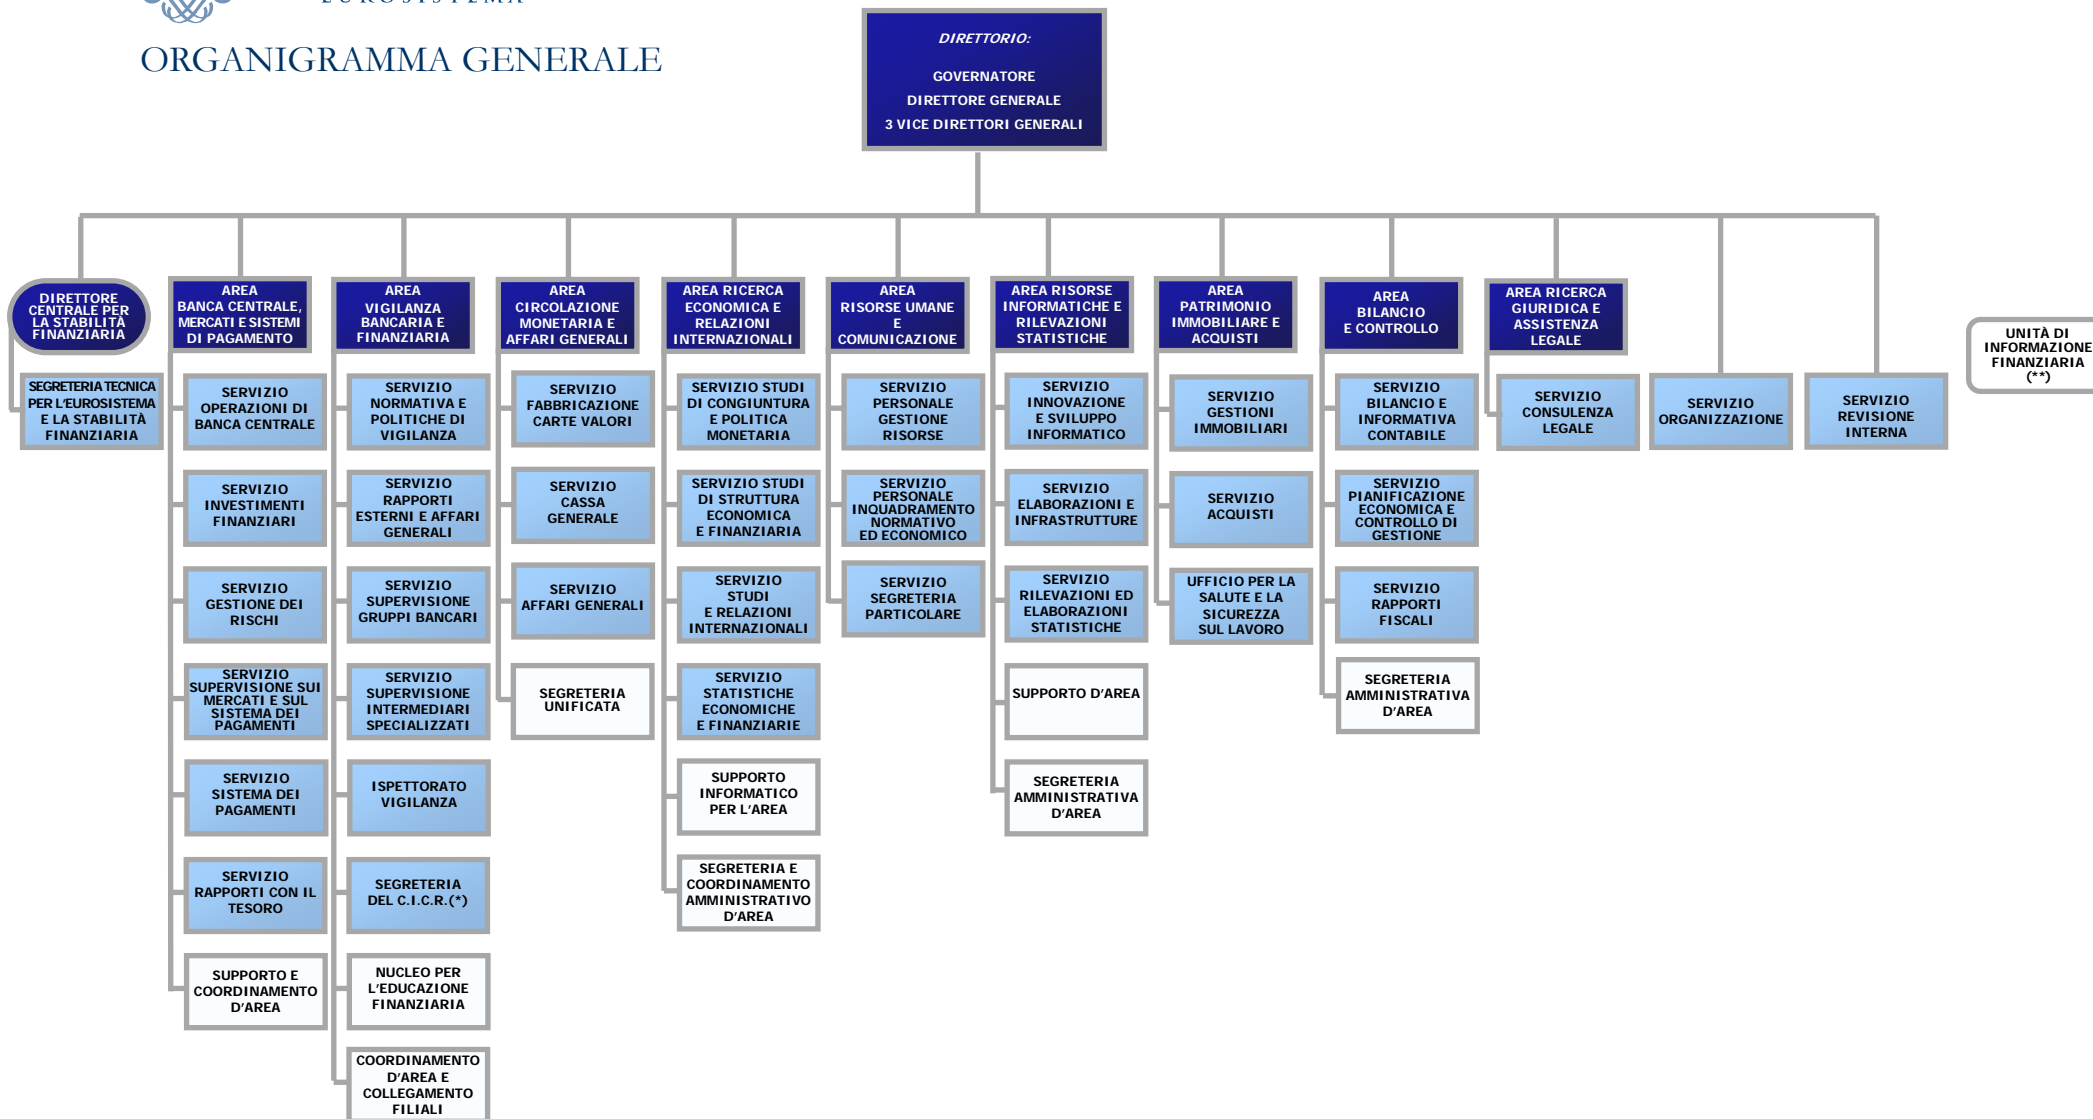 EUROSISTEMA
ORGANIGRAMMA GENERALE
DIRETTORIO:
GOVERNATORE
DIRETTORE GENERALE
3 VICE DIRETTORI GENERALI
DIRETTORE
CENTRALE PER
LA STABILITÀ
FINANZIARIA
SEGRETERIA TECNICA
PER L'EUROSISTEMA
E LA STABILITÀ
FINANZIARIA
AREA
BANCA CENTRALE,
MERCATI E SISTEMI
DI PAGAMENTO
SERVIZIO
OPERAZIONI DI
BANCA CENTRALE
SERVIZIO
INVESTIMENTI
FINANZIARI
SERVIZIO
GESTIONE DEI
RISCHI
SERVIZIO
SUPERVISIONE SUI
MERCATI E SUL
SISTEMA DEI
PAGAMENTI
SERVIZIO
SISTEMA DEI
PAGAMENTI
SERVIZIO
RAPPORTI CON IL
TESORO
SUPPORTO E
COORDINAMENTO
D'AREA
AREA
VIGILANZA
BANCARIA E
FINANZIARIA
SERVIZIO
NORMATIVA E
POLITICHE DI
VIGILANZA
SERVIZIO
RAPPORTI
ESTERNI E AFFARI
GENERALI
SERVIZIO
SUPERVISIONE
GRUPPI BANCARI
SERVIZIO
SUPERVISIONE
INTERMEDIARI
SPECIALIZZATI
ISPETTORATO
VIGILANZA
SEGRETERIA
DEL C.I.C.R.(*)
NUCLEO PER
L'EDUCAZIONE
FINANZIARIA
COORDINAMENTO
D'AREA E
COLLEGAMENTO
FILIALI
AREA
CIRCOLAZIONE
MONETARIA E
AFFARI GENERALI
SERVIZIO
FABBRICAZIONE
CARTE VALORI
SERVIZIO
CASSA
GENERALE
SERVIZIO
AFFARI GENERALI
SEGRETERIA
UNIFICATA
AREA RICERCA
ECONOMICA E
RELAZIONI
INTERNAZIONALI
SERVIZIO STUDI
DI CONGIUNTURA
E POLITICA
MONETARIA
SERVIZIO STUDI
DI STRUTTURA
ECONOMICA
E FINANZIARIA
SERVIZIO
STUDI
E RELAZIONI
INTERNAZIONALI
SERVIZIO
STATISTICHE
ECONOMICHE
E FINANZIARIE
SUPPORTO
INFORMATICO
PER L'AREA
SEGRETERIA E
COORDINAMENTO
AMMINISTRATIVO
D'AREA
AREA
RISORSE UMANE
E
COMUNICAZIONE
SERVIZIO
PERSONALE
GESTIONE
RISORSE
SERVIZIO
PERSONALE
INQUADRAMENTO
NORMATIVO
ED ECONOMICO
SERVIZIO
SEGRETERIA
PARTICOLARE
AREA RISORSE
INFORMATICHE E
RILEVAZIONI
STATISTICHE
SERVIZIO
INNOVAZIONE
E SVILUPPO
INFORMATICO
SERVIZIO
ELABORAZIONI E
INFRASTRUTTURE
SERVIZIO
RILEVAZIONI ED
ELABORAZIONI
STATISTICHE
SUPPORTO D'AREA
SEGRETERIA
AMMINISTRATIVA
D'AREA
AREA
PATRIMONIO
IMMOBILIARE E
ACQUISTI
SERVIZIO
GESTIONI
IMMOBILIARI
SERVIZIO
ACQUISTI
UFFICIO PER LA
SALUTE E LA
SICUREZZA
SUL LAVORO
AREA
BILANCIO
E CONTROLLO
SERVIZIO
BILANCIO E
INFORMATIVA
CONTABILE
SERVIZIO
PIANIFICAZIONE
ECONOMICA E
CONTROLLO DI
GESTIONE
SERVIZIO
RAPPORTI
FISCALI
SEGRETERIA
AMMINISTRATIVA
D'AREA
AREA RICERCA
GIURIDICA E
ASSISTENZA
LEGALE
SERVIZIO
CONSULENZA
LEGALE
SERVIZIO
ORGANIZZAZIONE
SERVIZIO
REVISIONE
INTERNA
UNITÀ DI
INFORMAZIONE
FINANZIARIA
(**)